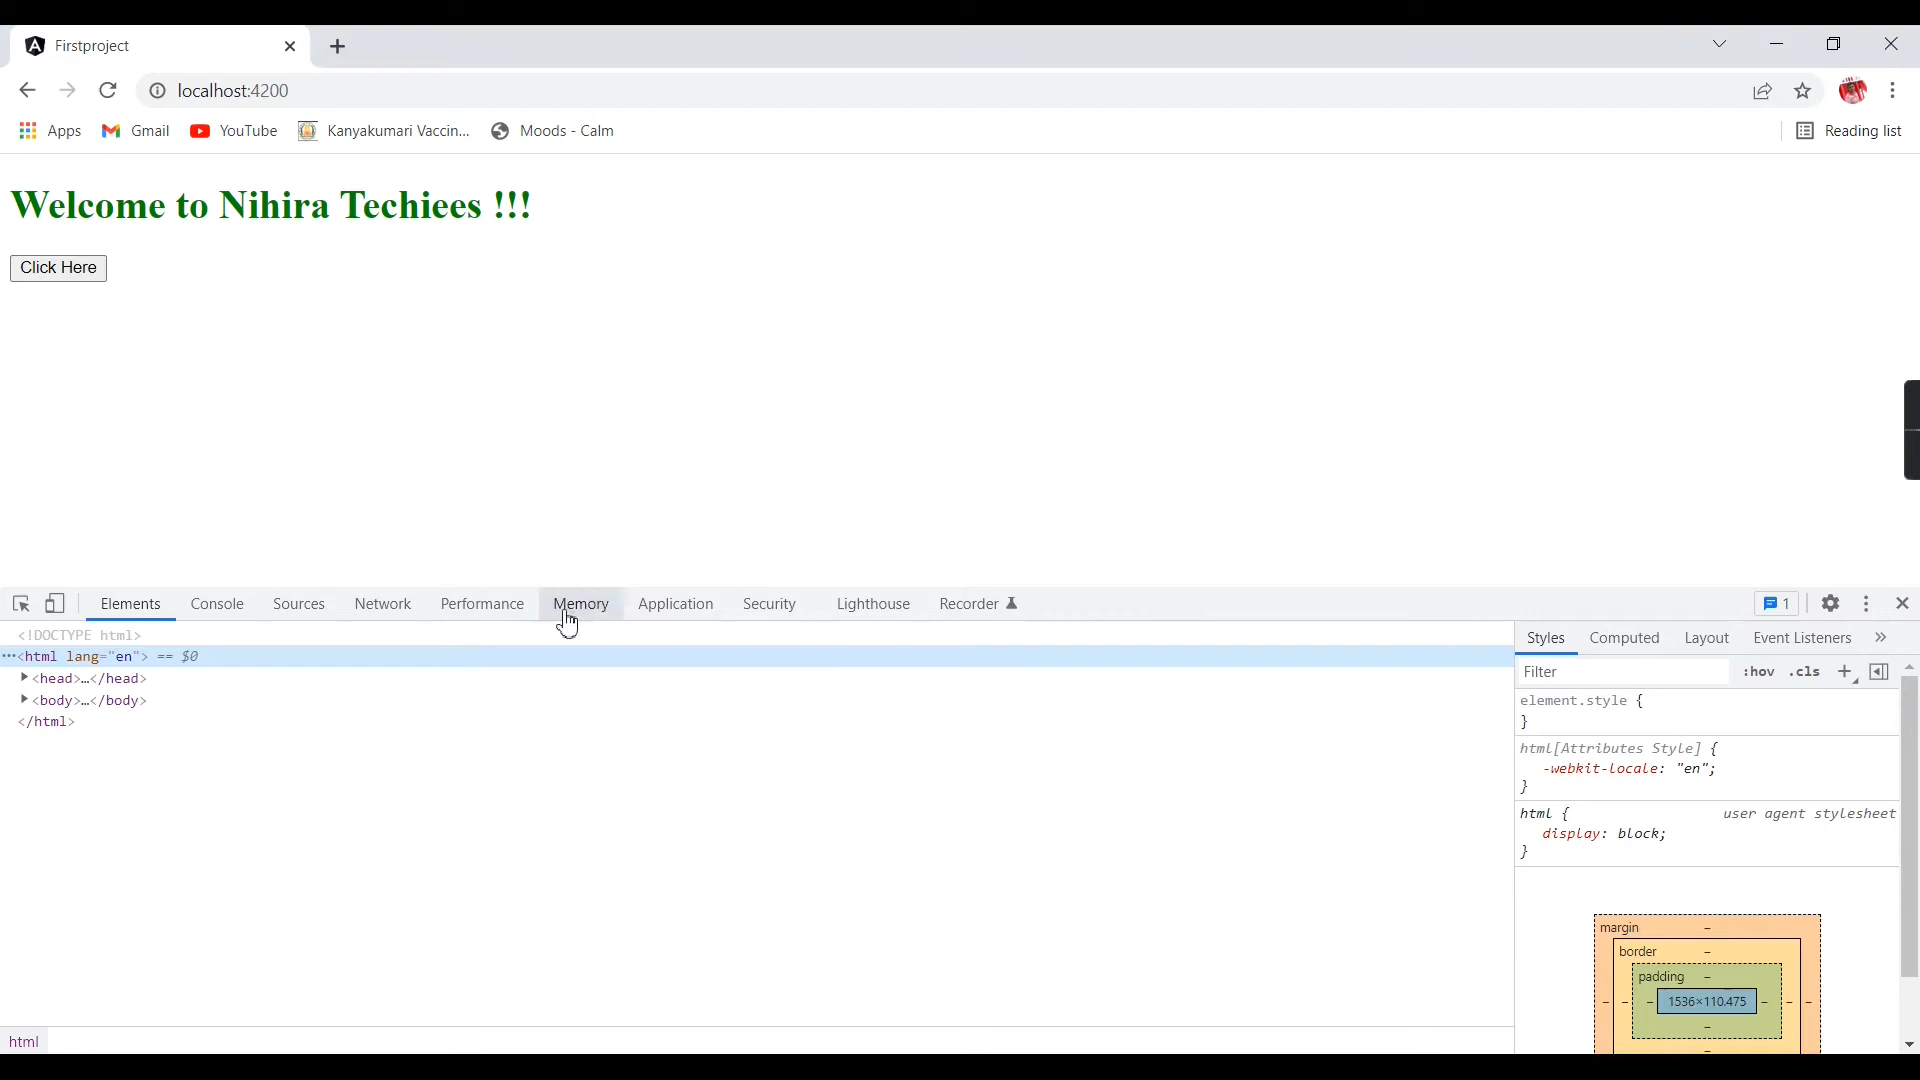 Firstproject
localhost:4200
Apps Gmail YouTube Kanyakumari Vaccin... Moods - Calm Reading list
Welcome to Nihira Techiees !!!
Click Here
Elements Console Sources Network Performance Memory Application Security Lighthouse Recorder 1
<!DOCTYPE html>
<html lang="en"> == $0
<head>…</head>
<body>…</body>
</html>
html
Styles Computed Layout Event Listeners »
Filter :hov .cls +
element.style {
}
html[Attributes Style] {
-webkit-locale: "en";
}
html { user agent stylesheet
display: block;
}
margin –
border –
padding –
– – – 1536×110.475 – – –
–
–